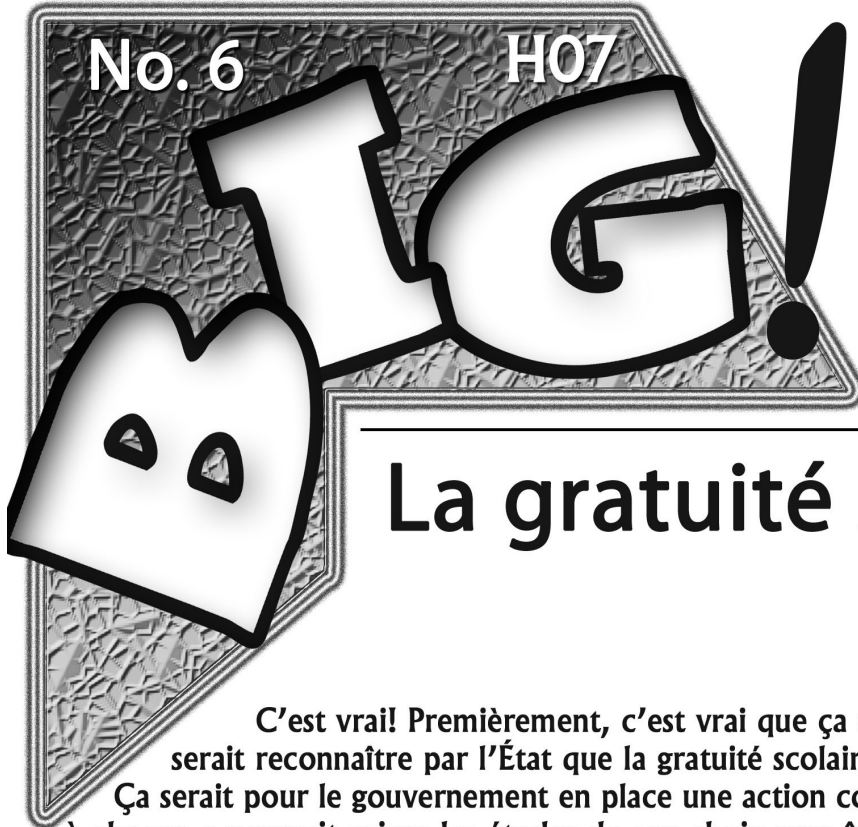 No. 6 H07
BIG!
La gratuité
C'est vrai! Premièrement, c'est vrai que ça
serait reconnaître par l'État que la gratuité scolair
Ça serait pour le gouvernement en place une action co